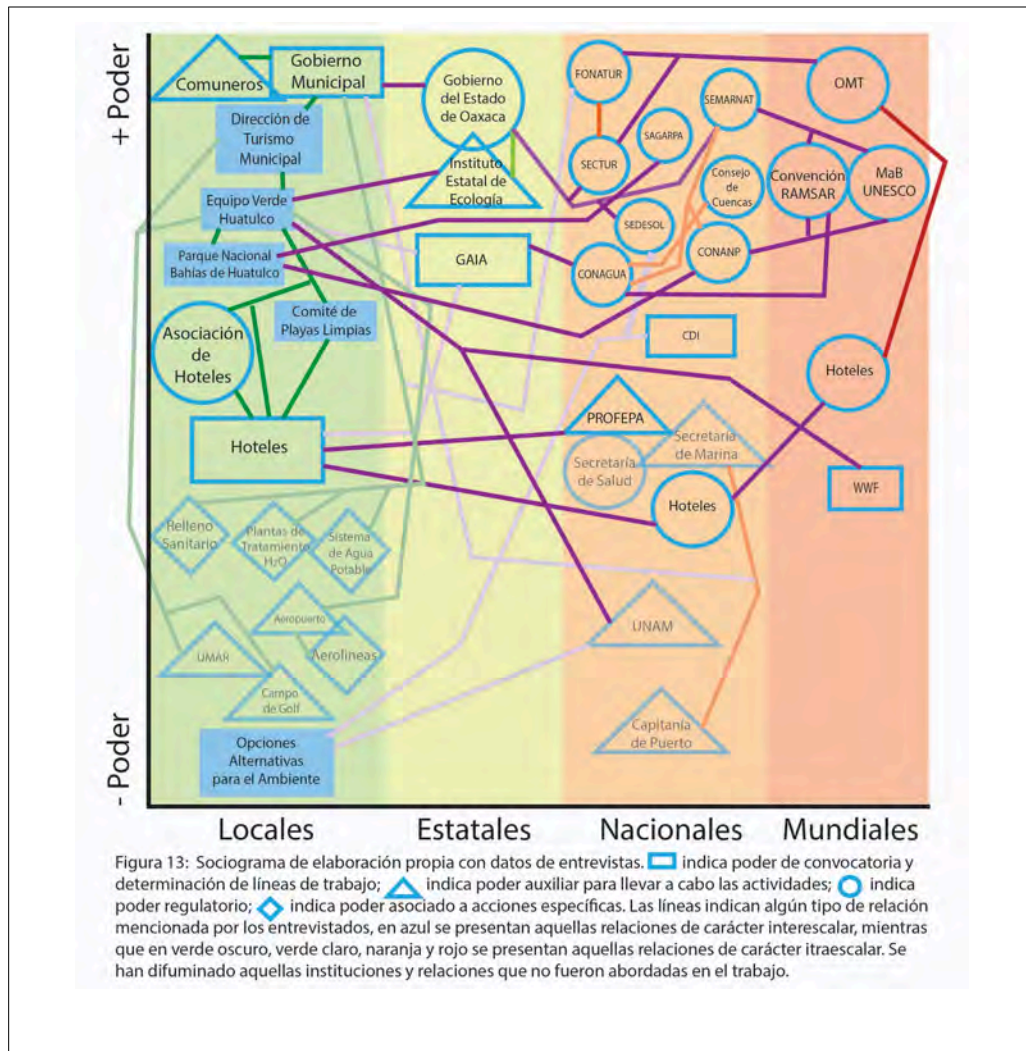 + Poder
- Poder
Comuneros
Gobierno
Municipal
Dirección de
Turismo
Municipal
Equipo Verde
Huatulco
Parque Nacional
Bahías de Huatulco
Asociación
de
Hoteles
Comité de
Playas Limpias
Hoteles
Relleno
Sanitario
Plantas de
Tratamiento
H2O
Sistema
de Agua
Potable
Aeropuerto
Aerolíneas
UMAR
Campo
de Golf
Opciones
Alternativas
para el Ambiente
Gobierno
del Estado
de Oaxaca
Instituto
Estatal de
Ecología
GAIA
FONATUR
SEMARNAT
SAGARPA
SECTUR
Consejo
de
Cuencas
SEDESOL
CONANP
CONAGUA
CDI
PROFEPA
Secretaría
de Marina
Secretaría
de Salud
Hoteles
UNAM
Capitanía
de Puerto
OMT
Convención
RAMSAR
MaB
UNESCO
Hoteles
WWF
Locales
Estatales
Nacionales
Mundiales
Figura 13: Sociograma de elaboración propia con datos de entrevistas. indica poder de convocatoria y
determinación de líneas de trabajo; indica poder auxiliar para llevar a cabo las actividades; indica
poder regulatorio; indica poder asociado a acciones específicas. Las líneas indican algún tipo de relación
mencionada por los entrevistados, en azul se presentan aquellas relaciones de carácter interescalar, mientras
que en verde oscuro, verde claro, naranja y rojo se presentan aquellas relaciones de carácter itraescalar. Se
han difuminado aquellas instituciones y relaciones que no fueron abordadas en el trabajo.